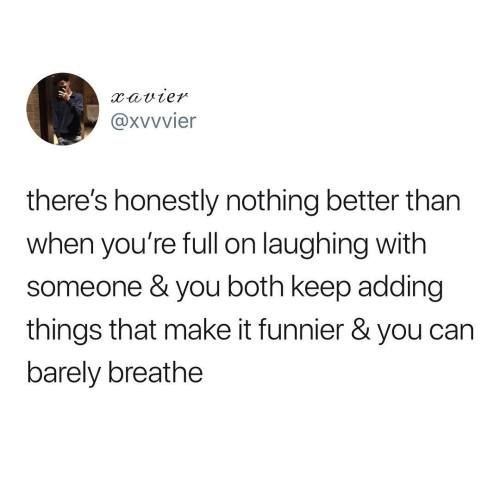 xavier
@xvvvier
there's honestly nothing better than
when you're full on laughing with
someone & you both keep adding
things that make it funnier & you can
barely breathe